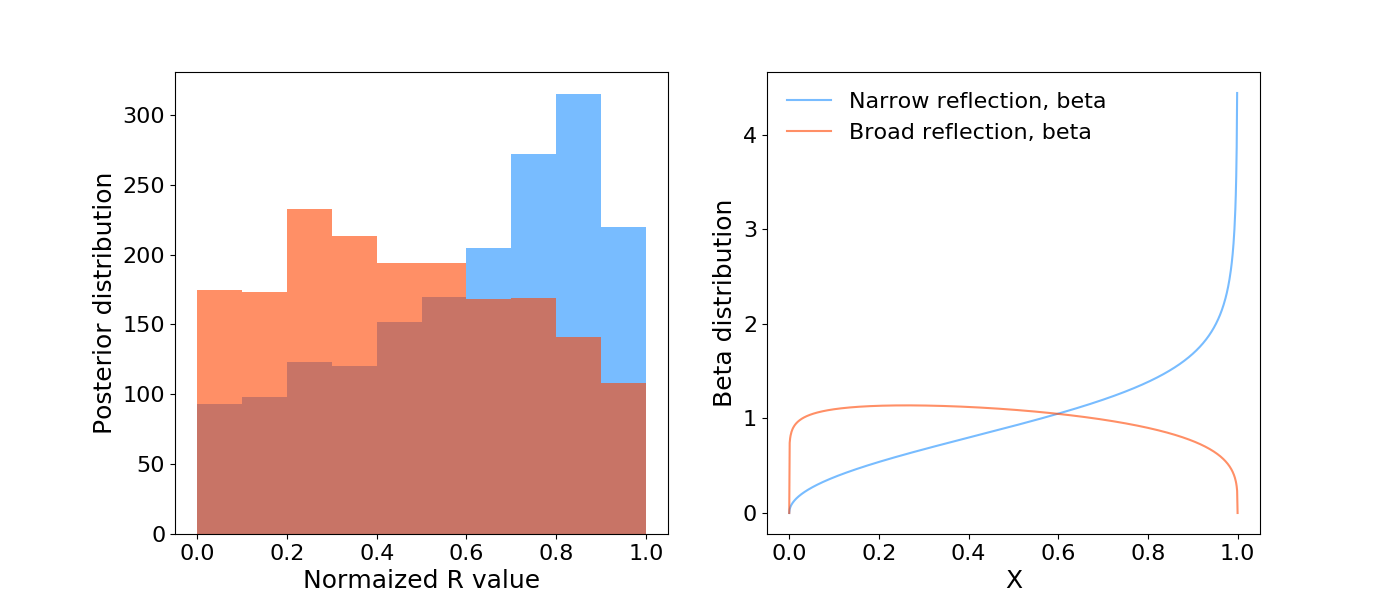 Posterior distribution
300
250
200
150
100
50
0
0.0 0.2 0.4 0.6 0.8 1.0
Normaized R value
Beta distribution
4
3
2
1
0
0.0 0.2 0.4 0.6 0.8 1.0
X
Narrow reflection, beta
Broad reflection, beta